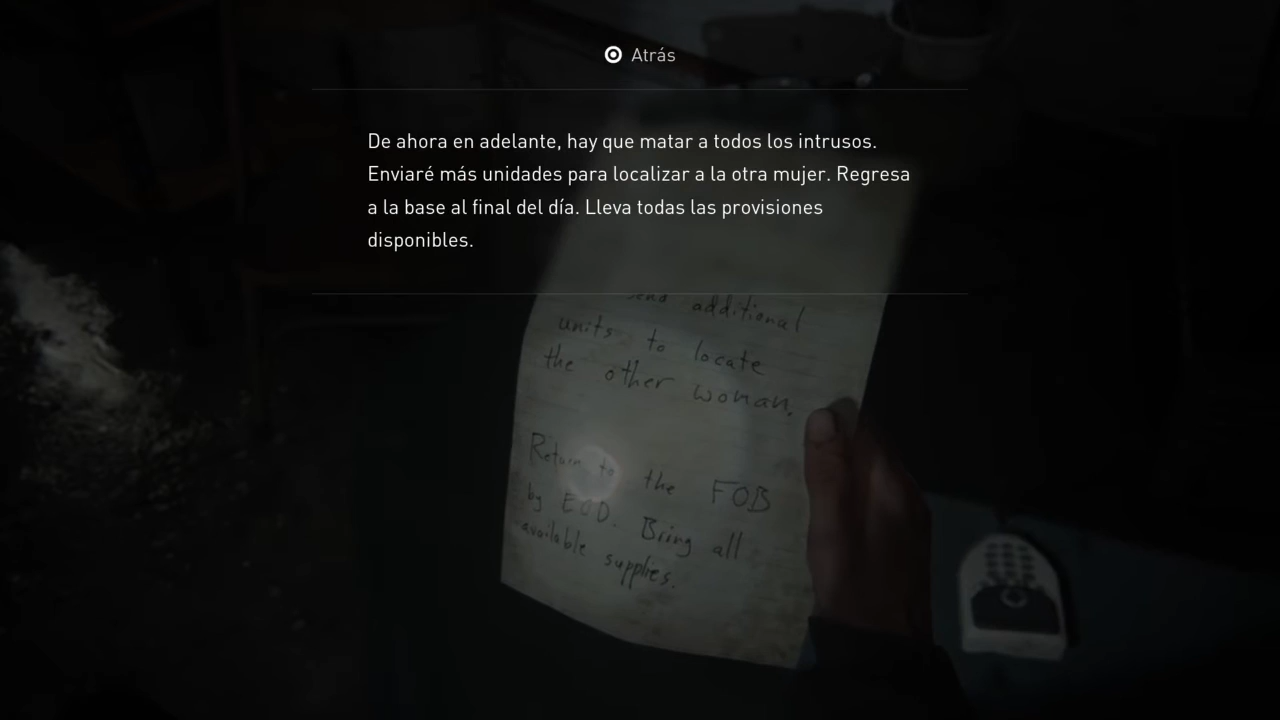 Atrás
De ahora en adelante, hay que matar a todos los intrusos.
Enviaré más unidades para localizar a la otra mujer. Regresa
a la base al final del día. Lleva todas las provisiones
disponibles.
send additional
units to locate
the other woman.
Return to the FOB
by EOD. Bring all
available supplies.